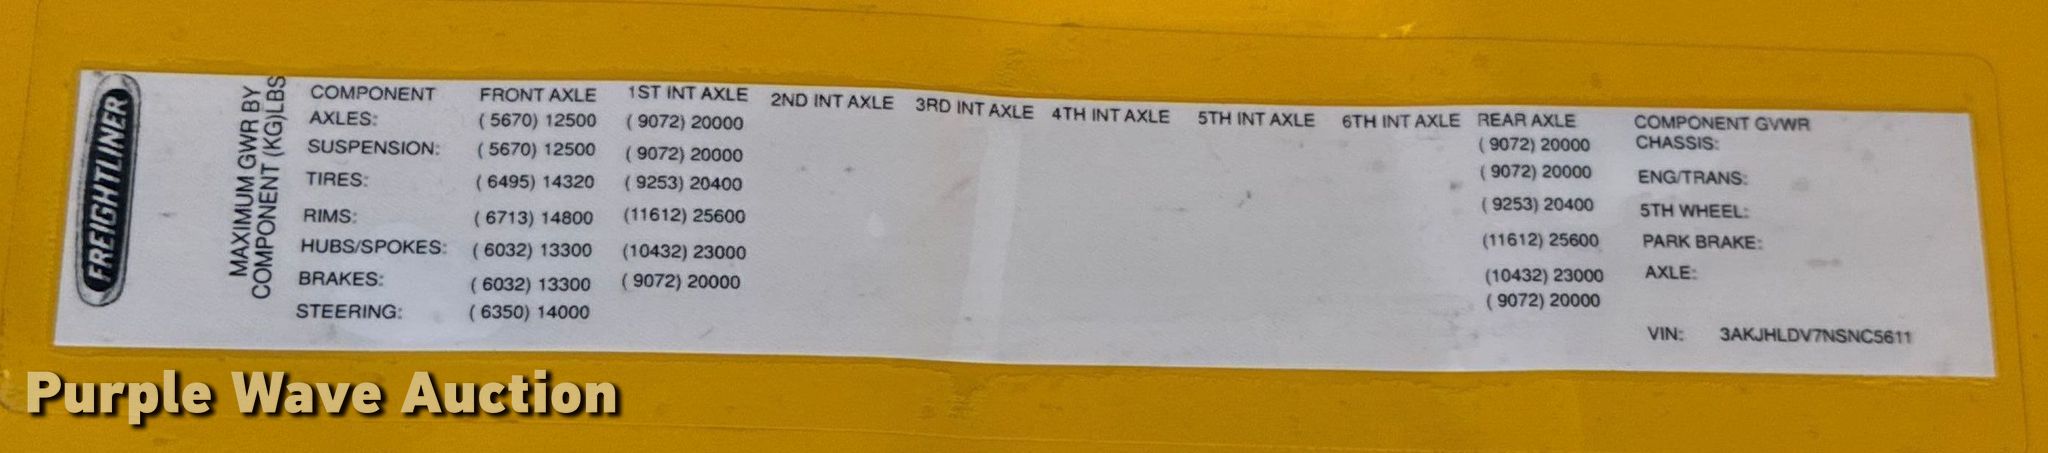 FREIGHTLINER
MAXIMUM GWR BY
COMPONENT (KG)LBS
COMPONENT FRONT AXLE 1ST INT AXLE 2ND INT AXLE 3RD INT AXLE 4TH INT AXLE 5TH INT AXLE 6TH INT AXLE REAR AXLE COMPONENT GVWR
AXLES: ( 5670) 12500 ( 9072) 20000 ( 9072) 20000 CHASSIS:
SUSPENSION: ( 5670) 12500 ( 9072) 20000 ( 9072) 20000 ENG/TRANS:
TIRES: ( 6495) 14320 ( 9253) 20400 ( 9253) 20400 5TH WHEEL:
RIMS: ( 6713) 14800 (11612) 25600 (11612) 25600 PARK BRAKE:
HUBS/SPOKES: ( 6032) 13300 (10432) 23000 (10432) 23000 AXLE:
BRAKES: ( 6032) 13300 ( 9072) 20000 ( 9072) 20000
STEERING: ( 6350) 14000
VIN: 3AKJHLDV7NSNC5611
Purple Wave Auction